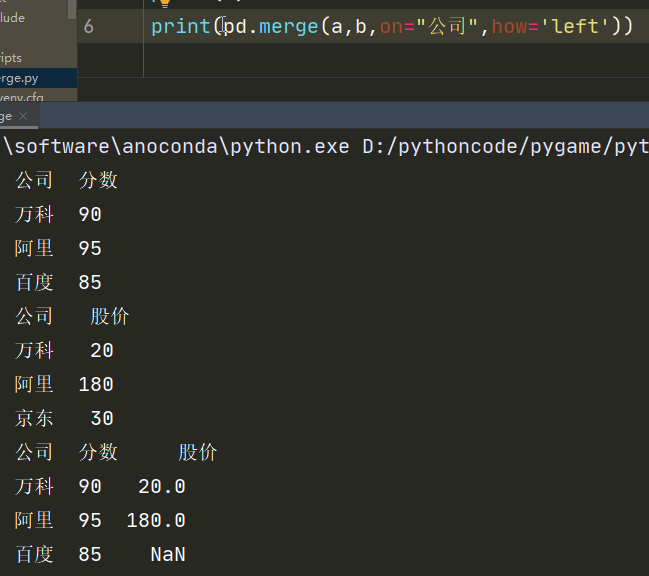 clude
6 print(pd.merge(a,b,on="公司",how='left'))
ripts
erge.py
yvenv.cfg
ge ×
\software\anoconda\python.exe D:/pythoncode/pygame/pyt
公司 分数
万科 90
阿里 95
百度 85
公司 股价
万科 20
阿里 180
京东 30
公司 分数 股价
万科 90 20.0
阿里 95 180.0
百度 85 NaN